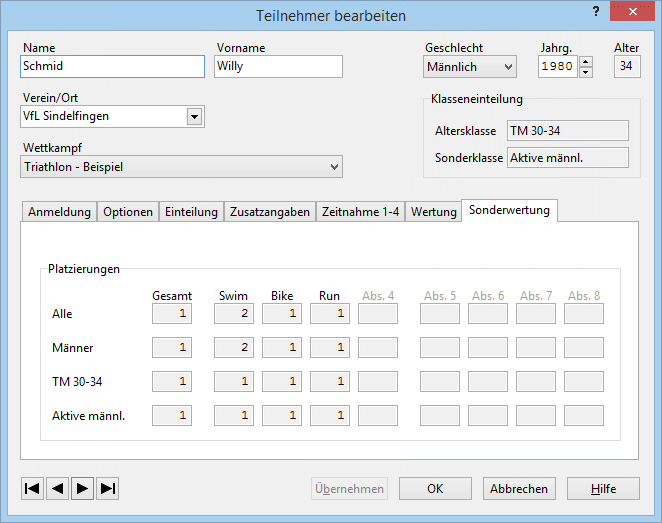 Teilnehmer bearbeiten ?
Name Vorname Geschlecht Jahrg. Alter
Schmid Willy Männlich 1980 34
Verein/Ort Klasseneinteilung
VfL Sindelfingen
Altersklasse TM 30-34
Wettkampf
Sonderklasse Aktive männl.
Triathlon - Beispiel
Anmeldung Optionen Einteilung Zusatzangaben Zeitnahme 1-4 Wertung Sonderwertung
Platzierungen
Gesamt Swim Bike Run Abs. 4 Abs. 5 Abs. 6 Abs. 7 Abs. 8
Alle 1 2 1 1
Männer 1 2 1 1
TM 30-34 1 1 1 1
Aktive männl. 1 1 1 1
Übernehmen OK Abbrechen Hilfe